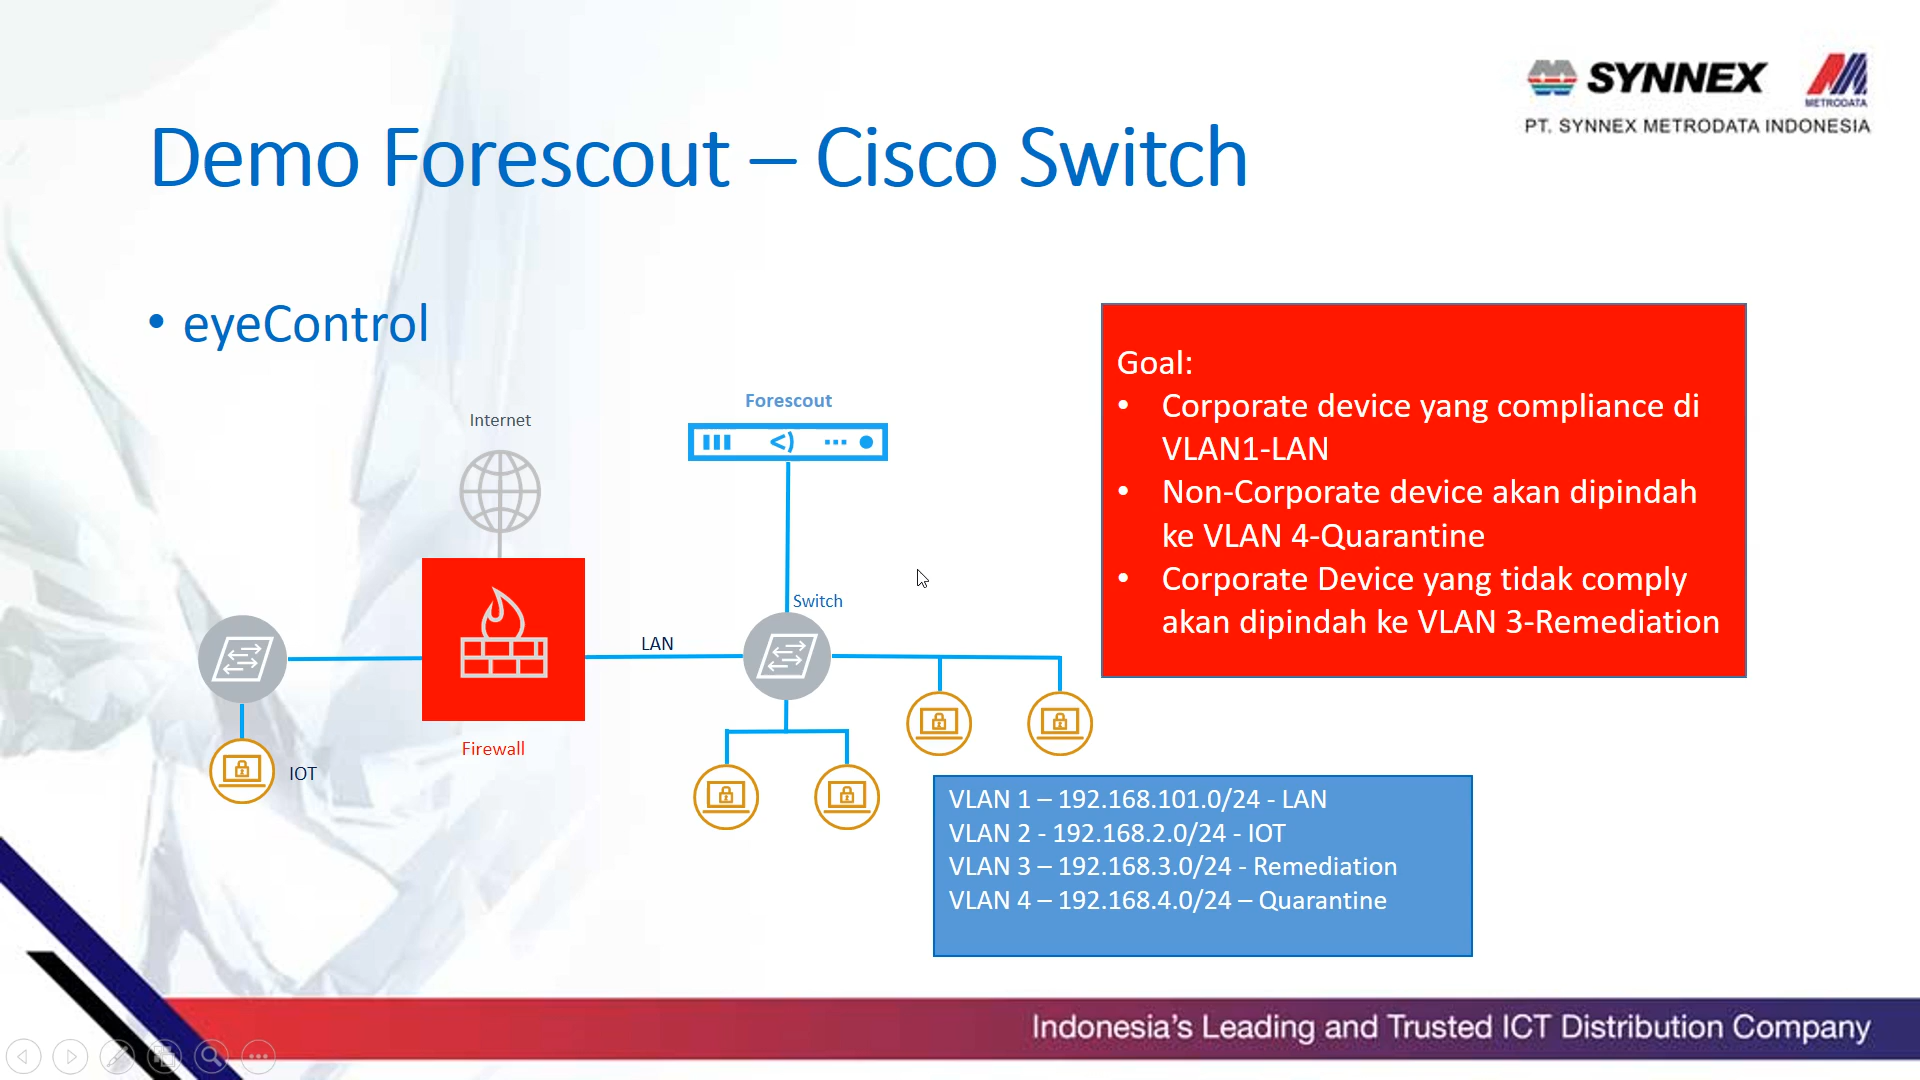 SYNNEX
METRODATA
PT. SYNNEX METRODATA INDONESIA
Demo Forescout – Cisco Switch
• eyeControl
Goal:
• Corporate device yang compliance di
VLAN1-LAN
• Non-Corporate device akan dipindah
ke VLAN 4-Quarantine
• Corporate Device yang tidak comply
akan dipindah ke VLAN 3-Remediation
Forescout
Internet
Switch
LAN
Firewall
IOT
VLAN 1 – 192.168.101.0/24 - LAN
VLAN 2 - 192.168.2.0/24 - IOT
VLAN 3 – 192.168.3.0/24 - Remediation
VLAN 4 – 192.168.4.0/24 – Quarantine
Indonesia's Leading and Trusted ICT Distribution Company